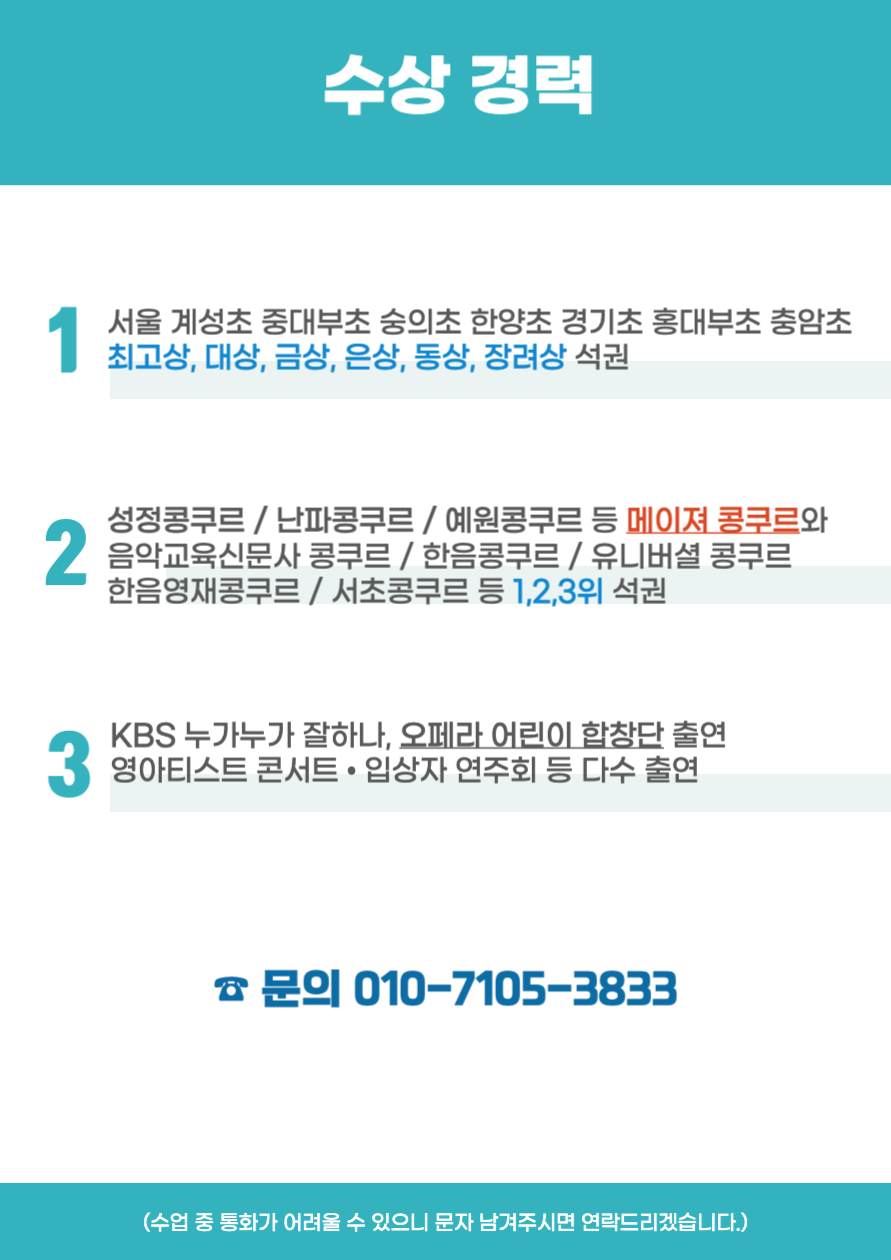 수상 경력
1
서울 계성초 중대부초 숭의초 한양초 경기초 홍대부초 충암초
최고상, 대상, 금상, 은상, 동상, 장려상 석권
2
성정콩쿠르 / 난파콩쿠르 / 예원콩쿠르 등 메이져 콩쿠르와
음악교육신문사 콩쿠르 / 한음콩쿠르 / 유니버셜 콩쿠르
한음영재콩쿠르 / 서초콩쿠르 등 1,2,3위 석권
3
KBS 누가누가 잘하나, 오페라 어린이 합창단 출연
영아티스트 콘서트 • 입상자 연주회 등 다수 출연
☎ 문의 010-7105-3833
(수업 중 통화가 어려울 수 있으니 문자 남겨주시면 연락드리겠습니다.)